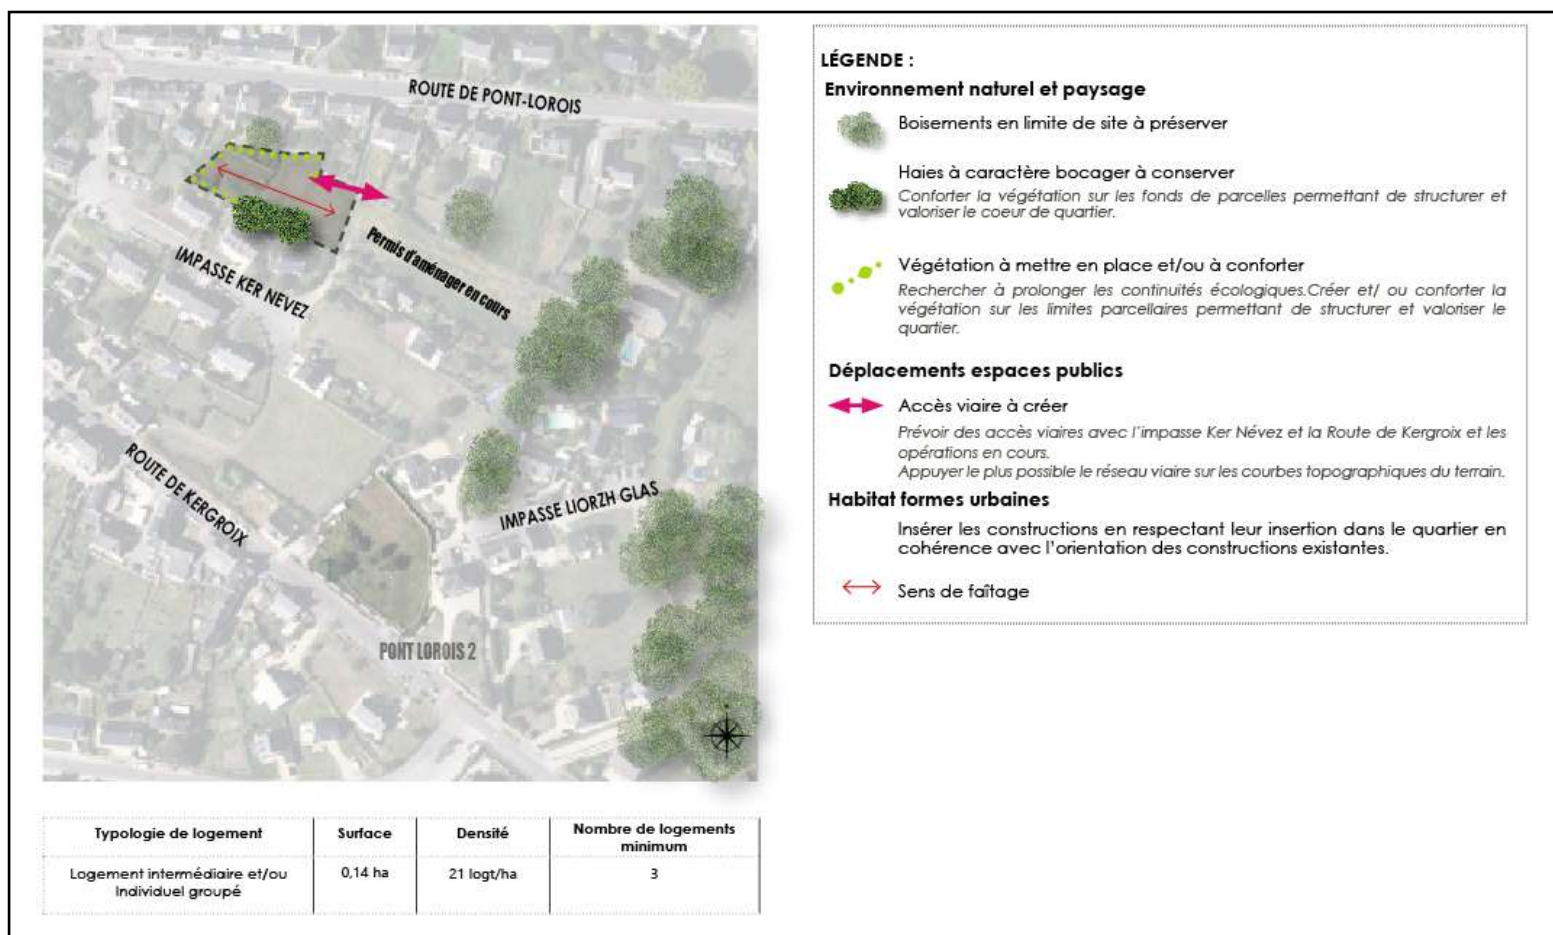 ROUTE DE PONT-LOROIS
IMPASSE KER NEVEZ
Permis d'aménager en cours
ROUTE DE KERGROIX
IMPASSE LIORZH GLAS
PONT LOROIS 2
LÉGENDE :
Environnement naturel et paysage
Boisements en limite de site à préserver
Haies à caractère bocager à conserver
Conforter la végétation sur les fonds de parcelles permettant de structurer et
valoriser le coeur de quartier.
Végétation à mettre en place et/ou à conforter
Rechercher à prolonger les continuités écologiques.Créer et/ ou conforter la
végétation sur les limites parcellaires permettant de structurer et valoriser le
quartier.
Déplacements espaces publics
Accès viaire à créer
Prévoir des accès viaires avec l'impasse Ker Névez et la Route de Kergroix et les
opérations en cours.
Appuyer le plus possible le réseau viaire sur les courbes topographiques du terrain.
Habitat formes urbaines
Insérer les constructions en respectant leur insertion dans le quartier en
cohérence avec l'orientation des constructions existantes.
Sens de faîtage
Typologie de logement Surface Densité Nombre de logements
minimum
Logement intermédiaire et/ou 0,14 ha 21 logt/ha 3
Individuel groupé